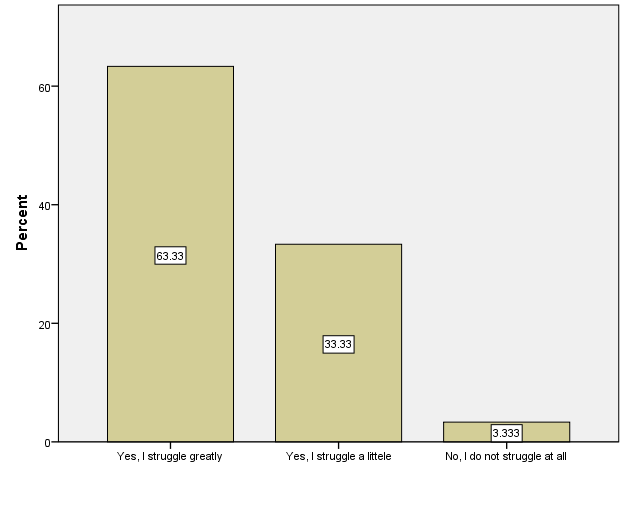 Percent
60
40
20
0
63.33
33.33
3.333
Yes, I struggle greatly
Yes, I struggle a littele
No, I do not struggle at all